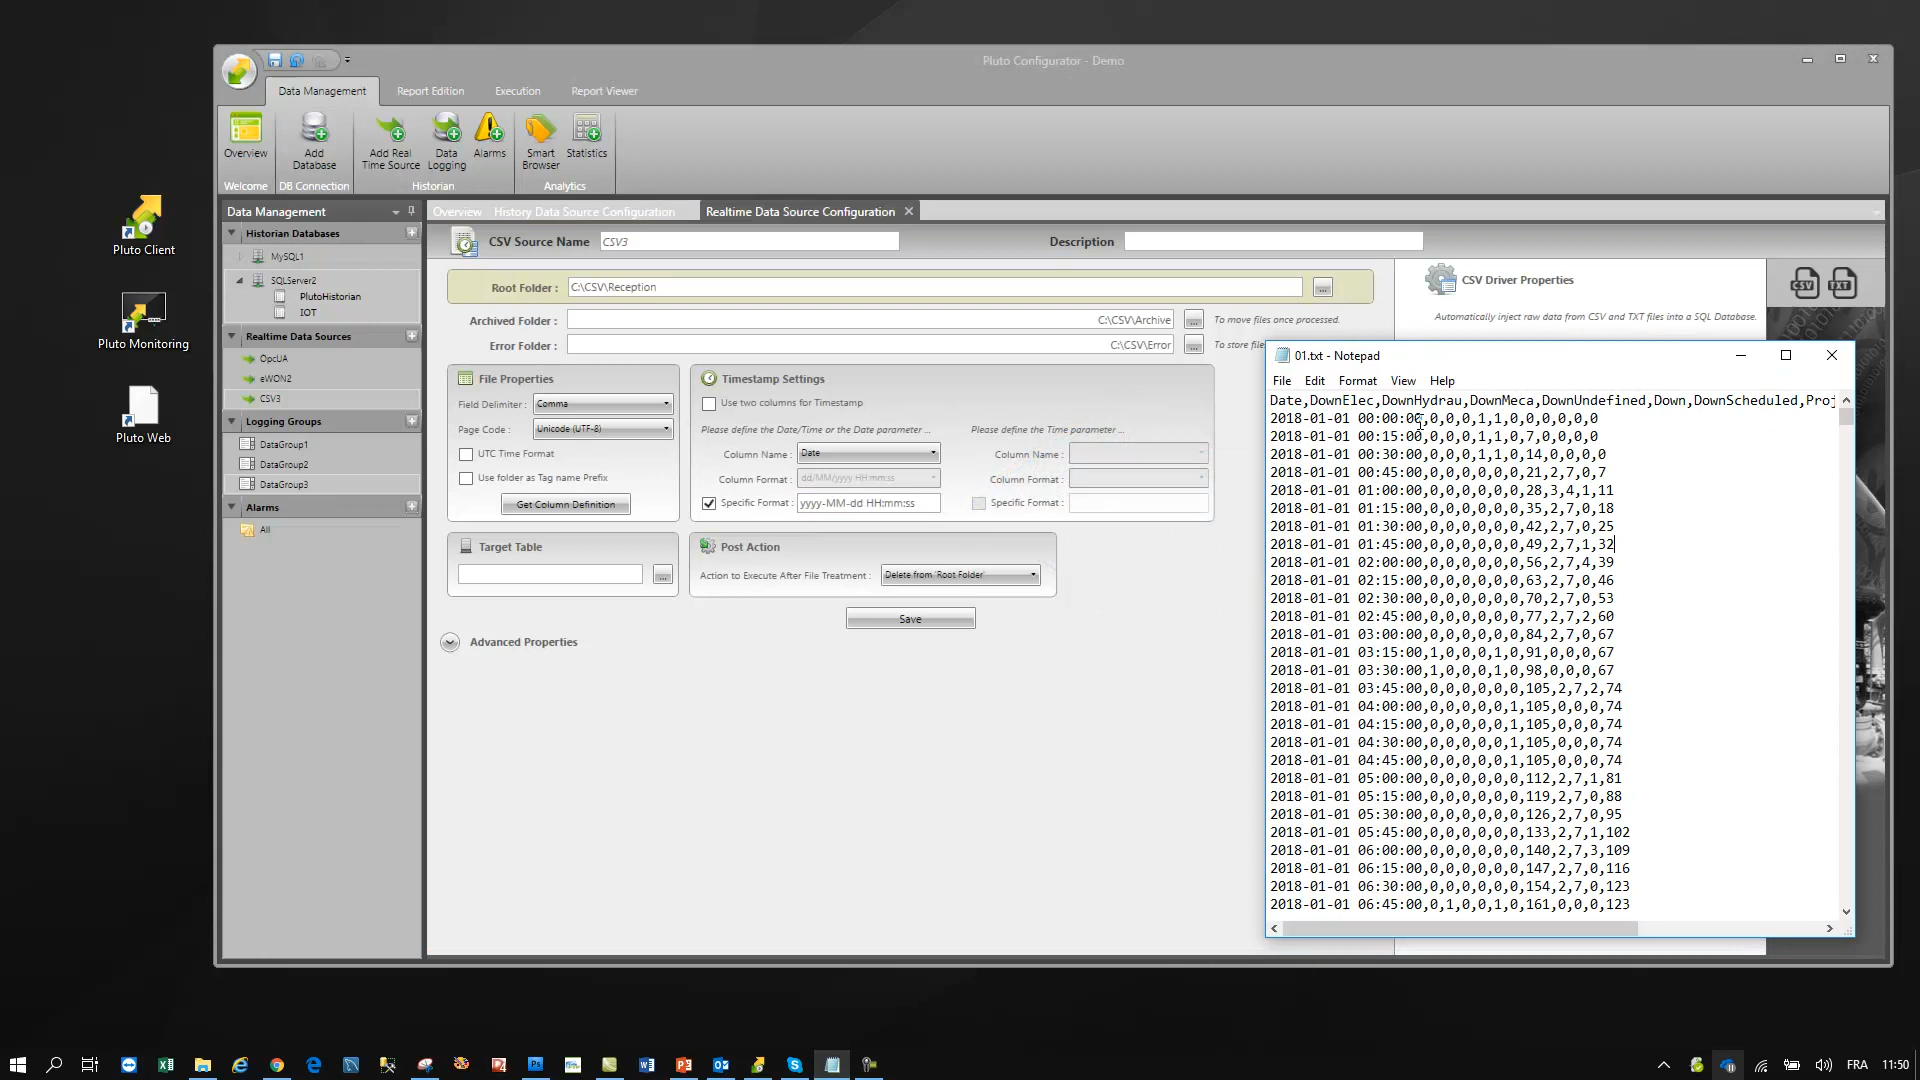 Pluto Configurator - Demo
Data Management Report Edition Execution Report Viewer
Overview
Add Database
Add Real Time Source
Data Logging
Alarms
Smart Browser
Statistics
Welcome DB Connection Historian Analytics
Pluto Client
Pluto Monitoring
Pluto Web
Data Management
Historian Databases
MySQL1
SQLServer2
PlutoHistorian
IOT
Realtime Data Sources
OpcUA
eWON2
CSV3
Logging Groups
DataGroup1
DataGroup2
DataGroup3
Alarms
All
Overview History Data Source Configuration Realtime Data Source Configuration
CSV Source Name CSV3 Description
Root Folder : C:\CSV\Reception ...
Archived Folder : C:\CSV\Archive ... To move files once processed.
Error Folder : C:\CSV\Error ... To store file
CSV Driver Properties
CSV TXT
Automatically inject raw data from CSV and TXT files into a SQL Database.
File Properties
Field Delimiter : Comma
Page Code : Unicode (UTF-8)
UTC Time Format
Use folder as Tag name Prefix
Get Column Definition
Timestamp Settings
Use two columns for Timestamp
Please define the Date/Time or the Date parameter ... Please define the Time parameter ...
Column Name : Date Column Name :
Column Format : dd/MM/yyyy HH:mm:ss Column Format :
Specific Format : yyyy-MM-dd HH:mm:ss Specific Format :
Target Table
...
Post Action
Action to Execute After File Treatment : Delete from 'Root Folder'
Save
Advanced Properties
01.txt - Notepad
File Edit Format View Help
Date,DownElec,DownHydrau,DownMeca,DownUndefined,Down,DownScheduled,Proj
2018-01-01 00:00:00,0,0,0,1,1,0,0,0,0,0,0
2018-01-01 00:15:00,0,0,0,1,1,0,7,0,0,0,0
2018-01-01 00:30:00,0,0,0,1,1,0,14,0,0,0,0
2018-01-01 00:45:00,0,0,0,0,0,0,21,2,7,0,7
2018-01-01 01:00:00,0,0,0,0,0,0,28,3,4,1,11
2018-01-01 01:15:00,0,0,0,0,0,0,35,2,7,0,18
2018-01-01 01:30:00,0,0,0,0,0,0,42,2,7,0,25
2018-01-01 01:45:00,0,0,0,0,0,0,49,2,7,1,32
2018-01-01 02:00:00,0,0,0,0,0,0,56,2,7,4,39
2018-01-01 02:15:00,0,0,0,0,0,0,63,2,7,0,46
2018-01-01 02:30:00,0,0,0,0,0,0,70,2,7,0,53
2018-01-01 02:45:00,0,0,0,0,0,0,77,2,7,2,60
2018-01-01 03:00:00,0,0,0,0,0,0,84,2,7,0,67
2018-01-01 03:15:00,1,0,0,0,1,0,91,0,0,0,67
2018-01-01 03:30:00,1,0,0,0,1,0,98,0,0,0,67
2018-01-01 03:45:00,0,0,0,0,0,0,105,2,7,2,74
2018-01-01 04:00:00,0,0,0,0,0,1,105,0,0,0,74
2018-01-01 04:15:00,0,0,0,0,0,1,105,0,0,0,74
2018-01-01 04:30:00,0,0,0,0,0,1,105,0,0,0,74
2018-01-01 04:45:00,0,0,0,0,0,1,105,0,0,0,74
2018-01-01 05:00:00,0,0,0,0,0,0,112,2,7,1,81
2018-01-01 05:15:00,0,0,0,0,0,0,119,2,7,0,88
2018-01-01 05:30:00,0,0,0,0,0,0,126,2,7,0,95
2018-01-01 05:45:00,0,0,0,0,0,0,133,2,7,1,102
2018-01-01 06:00:00,0,0,0,0,0,0,140,2,7,3,109
2018-01-01 06:15:00,0,0,0,0,0,0,147,2,7,0,116
2018-01-01 06:30:00,0,0,0,0,0,0,154,2,7,0,123
2018-01-01 06:45:00,0,1,0,0,1,0,161,0,0,0,123
FRA 11:50